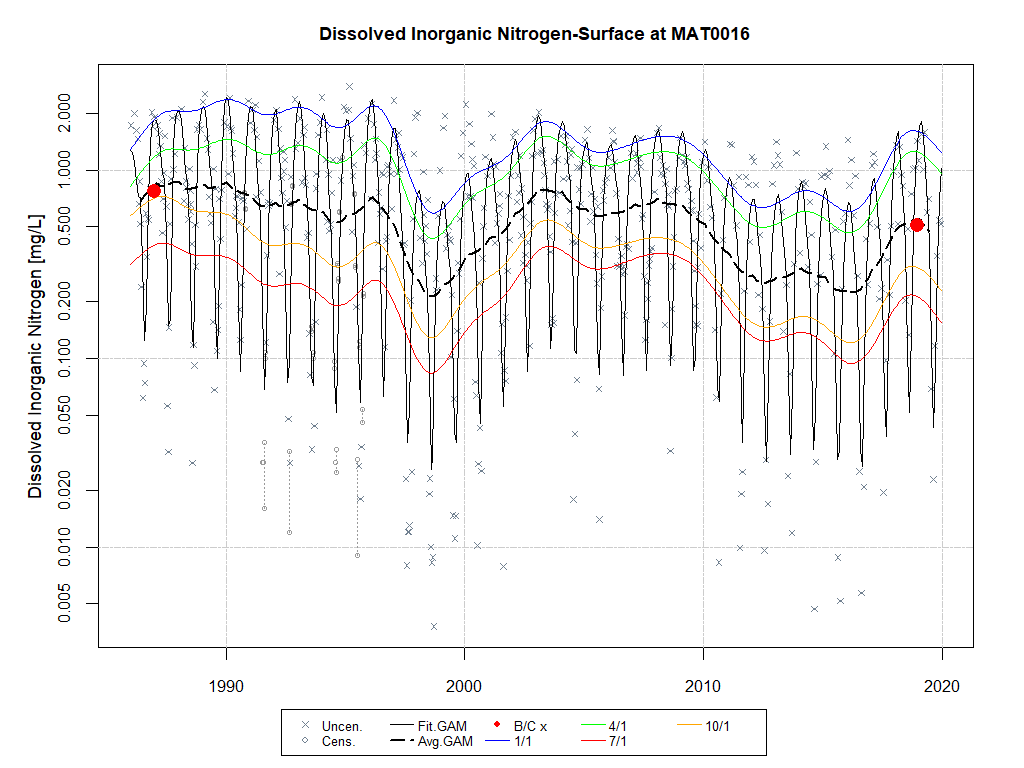 Dissolved Inorganic Nitrogen-Surface at MAT0016
Dissolved Inorganic Nitrogen [mg/L]
2.000
1.000
0.500
0.200
0.100
0.050
0.020
0.010
0.005
1990 2000 2010 2020
Uncen. Fit.GAM B/C x 4/1 10/1
Cens. Avg.GAM 1/1 7/1